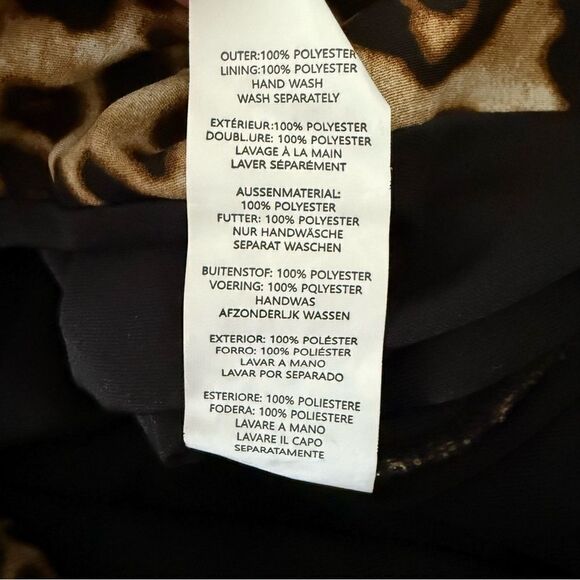 OUTER:100% POLYESTER
LINING:100% POLYESTER
HAND WASH
WASH SEPARATELY
EXTÉRIEUR:100% POLYESTER
DOUBL.URE: 100% POLYESTER
LAVAGE À LA MAIN
LAVER SÉPARÉMENT
AUSSENMATERIAL:
100% POLYESTER
FUTTER: 100% POLYESTER
NUR HANDWÄSCHE
SEPARAT WASCHEN
BUITENSTOF: 100% POLYESTER
VOERING: 100% PQLYESTER
HANDWAS
AFZONDERLIJK WASSEN
EXTERIOR: 100% POLÉSTER
FORRO: 100% POLIÉSTER
LAVAR A MANO
LAVAR POR SEPARADO
ESTERIORE: 100% POLIESTERE
FODERA: 100% POLIESTERE
LAVARE A MANO
LAVARE IL CAPO
SEPARATAMENTE